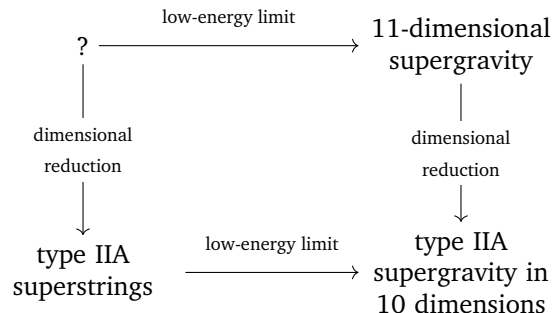 low-energy limit
?
11-dimensional
supergravity
dimensional
reduction
dimensional
reduction
type IIA
superstrings
low-energy limit
type IIA
supergravity in
10 dimensions